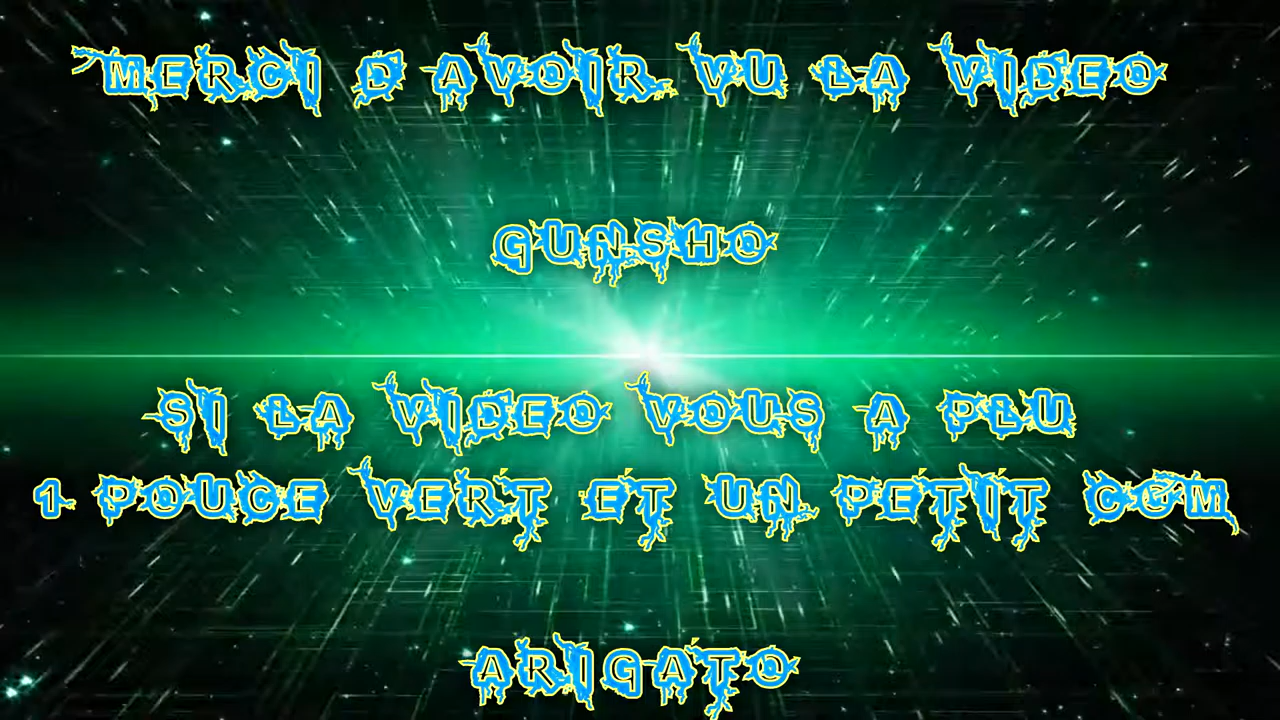 MERCI D AVOIR VU LA VIDEO
GUNSHO
SI LA VIDEO VOUS A PLU
1 POUCE VERT ET UN PETIT COM
ARIGATO